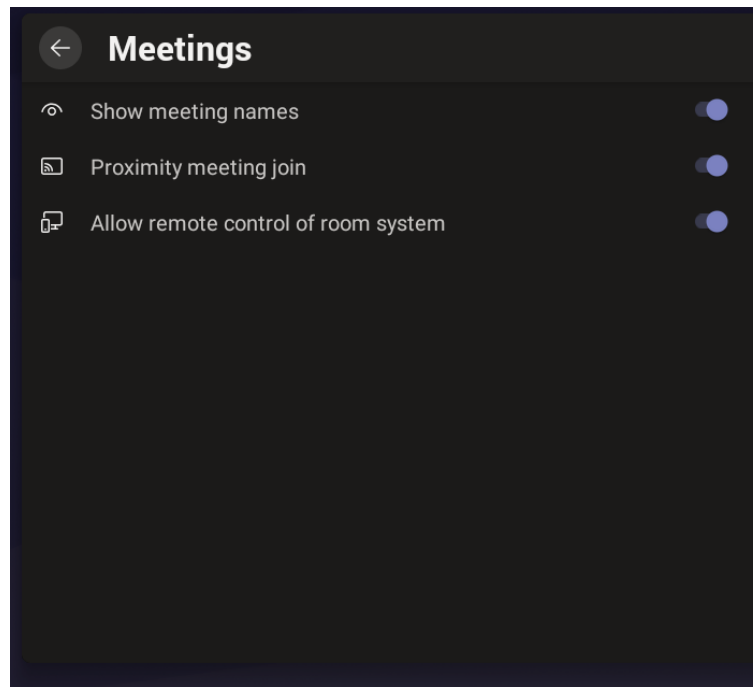 Meetings
Show meeting names
Proximity meeting join
Allow remote control of room system